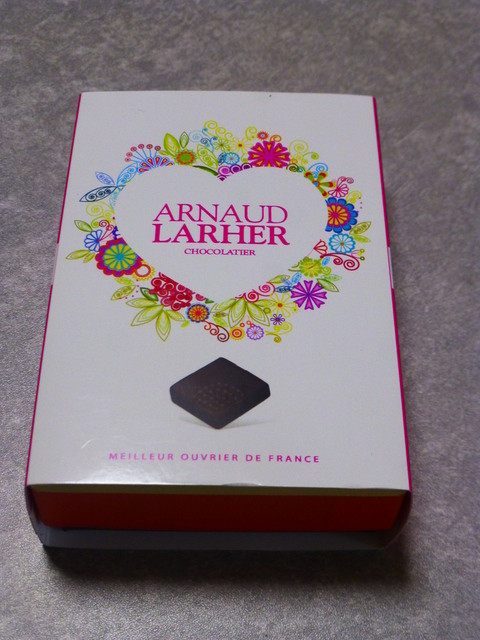 ARNAUD
LARHER
CHOCOLATIER
MEILLEUR OUVRIER DE FRANCE